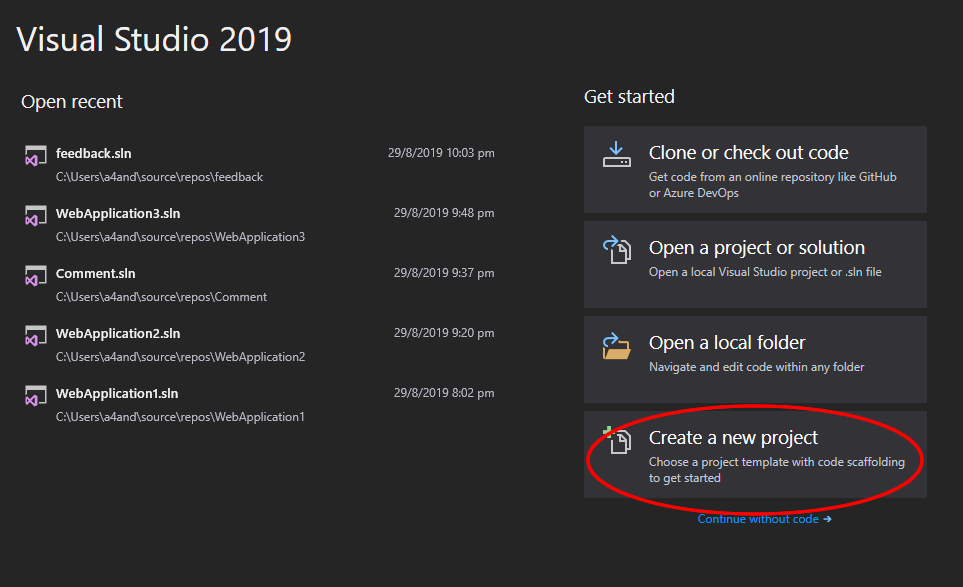 Visual Studio 2019
Open recent
feedback.sln 29/8/2019 10:03 pm
C:\Users\a4and\source\repos\feedback
WebApplication3.sln 29/8/2019 9:48 pm
C:\Users\a4and\source\repos\WebApplication3
Comment.sln 29/8/2019 9:37 pm
C:\Users\a4and\source\repos\Comment
WebApplication2.sln 29/8/2019 9:20 pm
C:\Users\a4and\source\repos\WebApplication2
WebApplication1.sln 29/8/2019 8:02 pm
C:\Users\a4and\source\repos\WebApplication1
Get started
Clone or check out code
Get code from an online repository like GitHub
or Azure DevOps
Open a project or solution
Open a local Visual Studio project or .sln file
Open a local folder
Navigate and edit code within any folder
Create a new project
Choose a project template with code scaffolding
to get started
Continue without code →